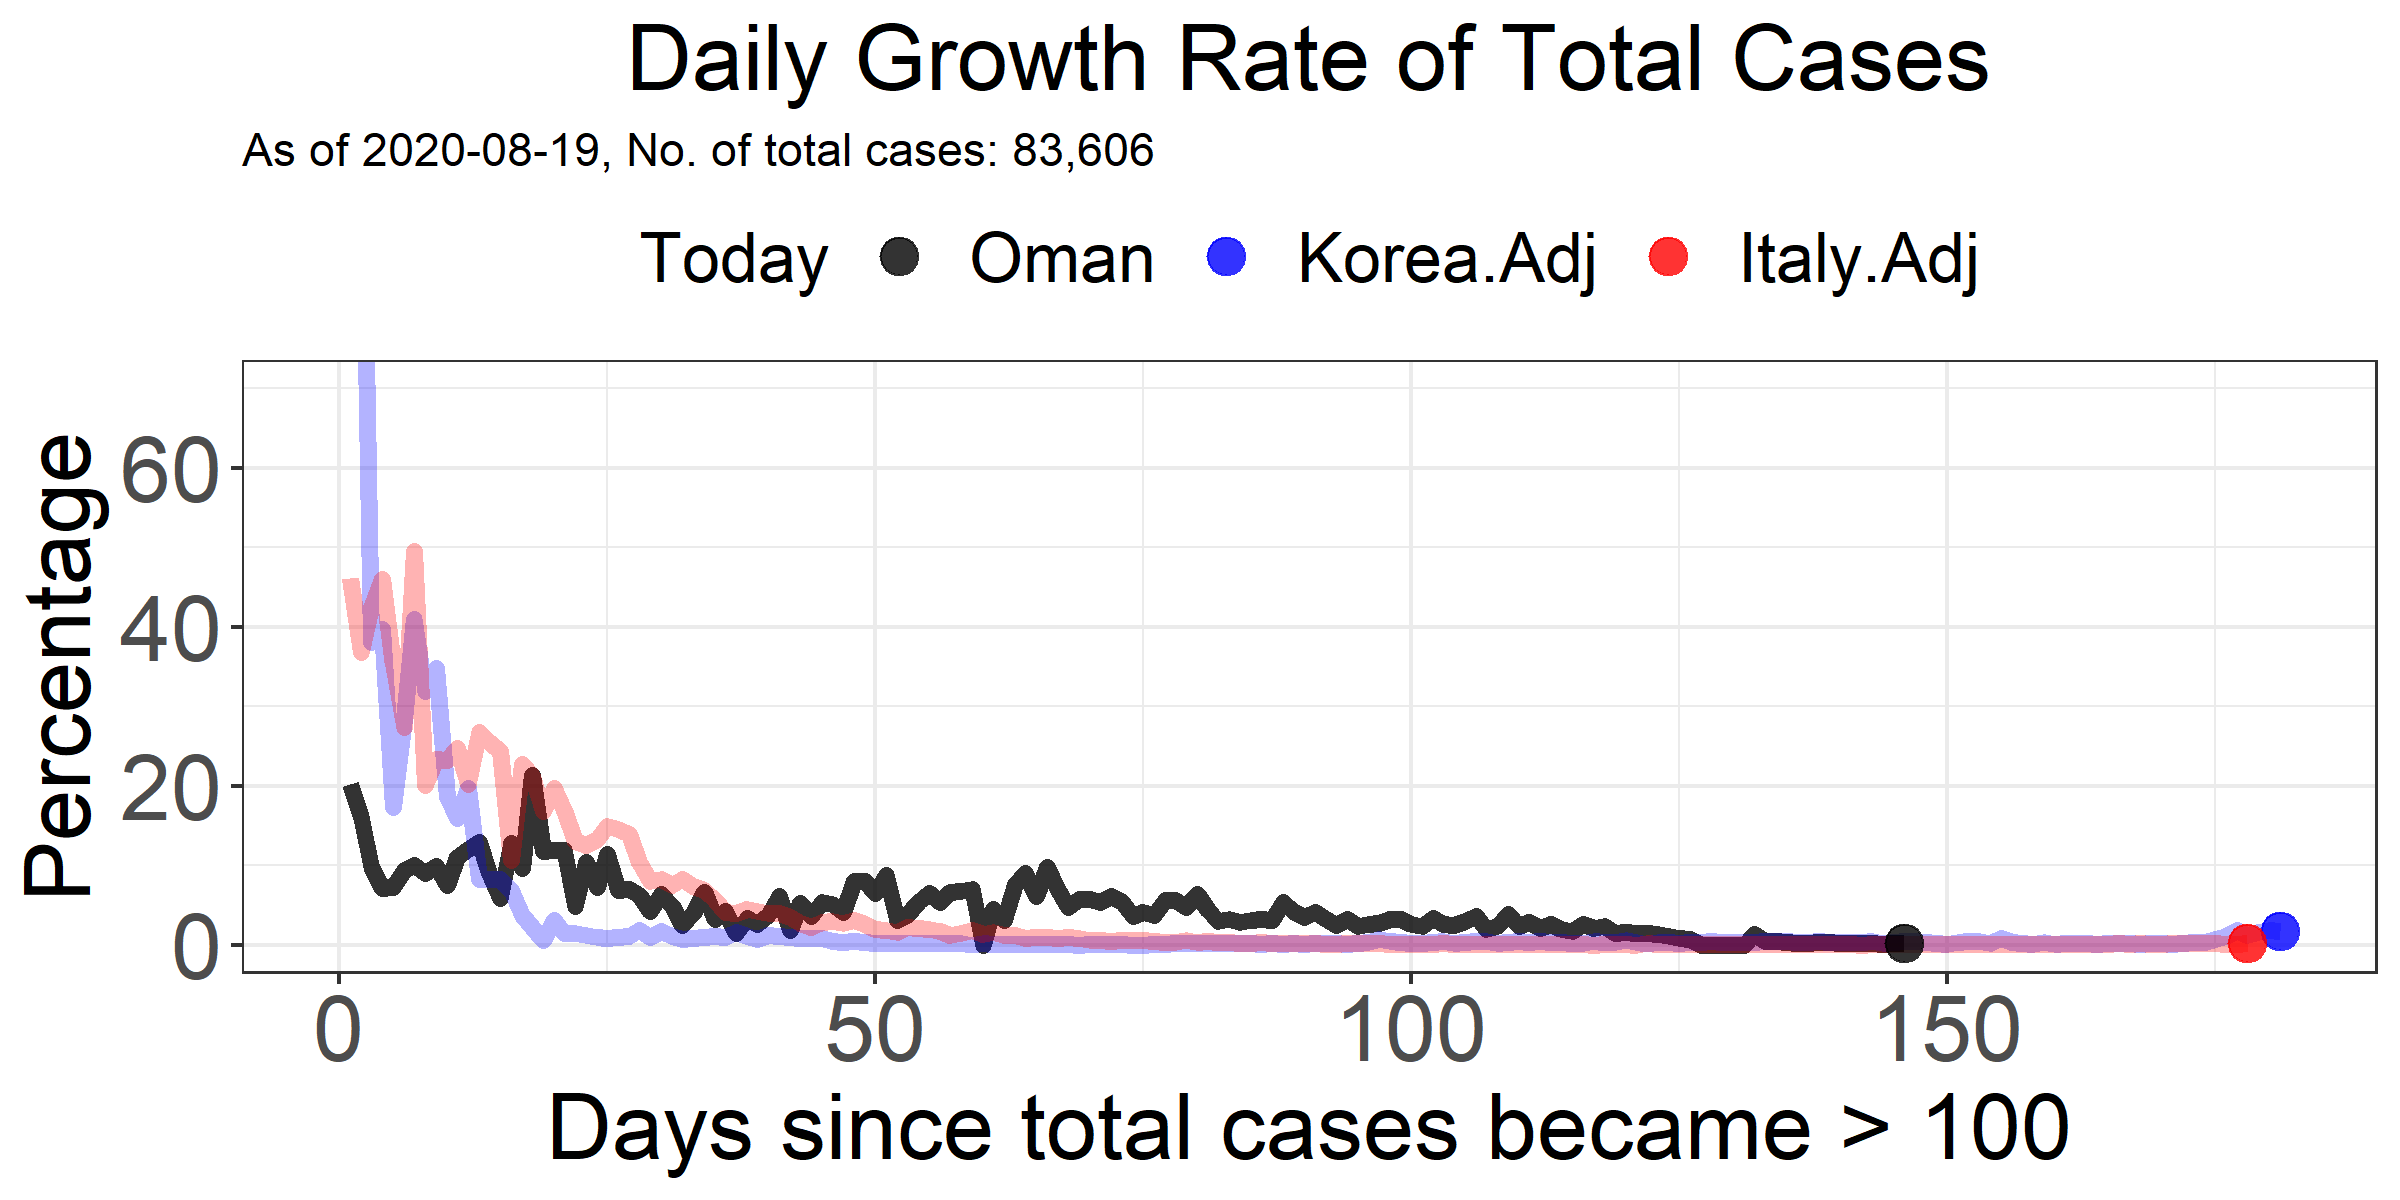 Daily Growth Rate of Total Cases
As of 2020-08-19, No. of total cases: 83,606
Today Oman Korea.Adj Italy.Adj
Percentage
60
40
20
0
0 50 100 150
Days since total cases became > 100